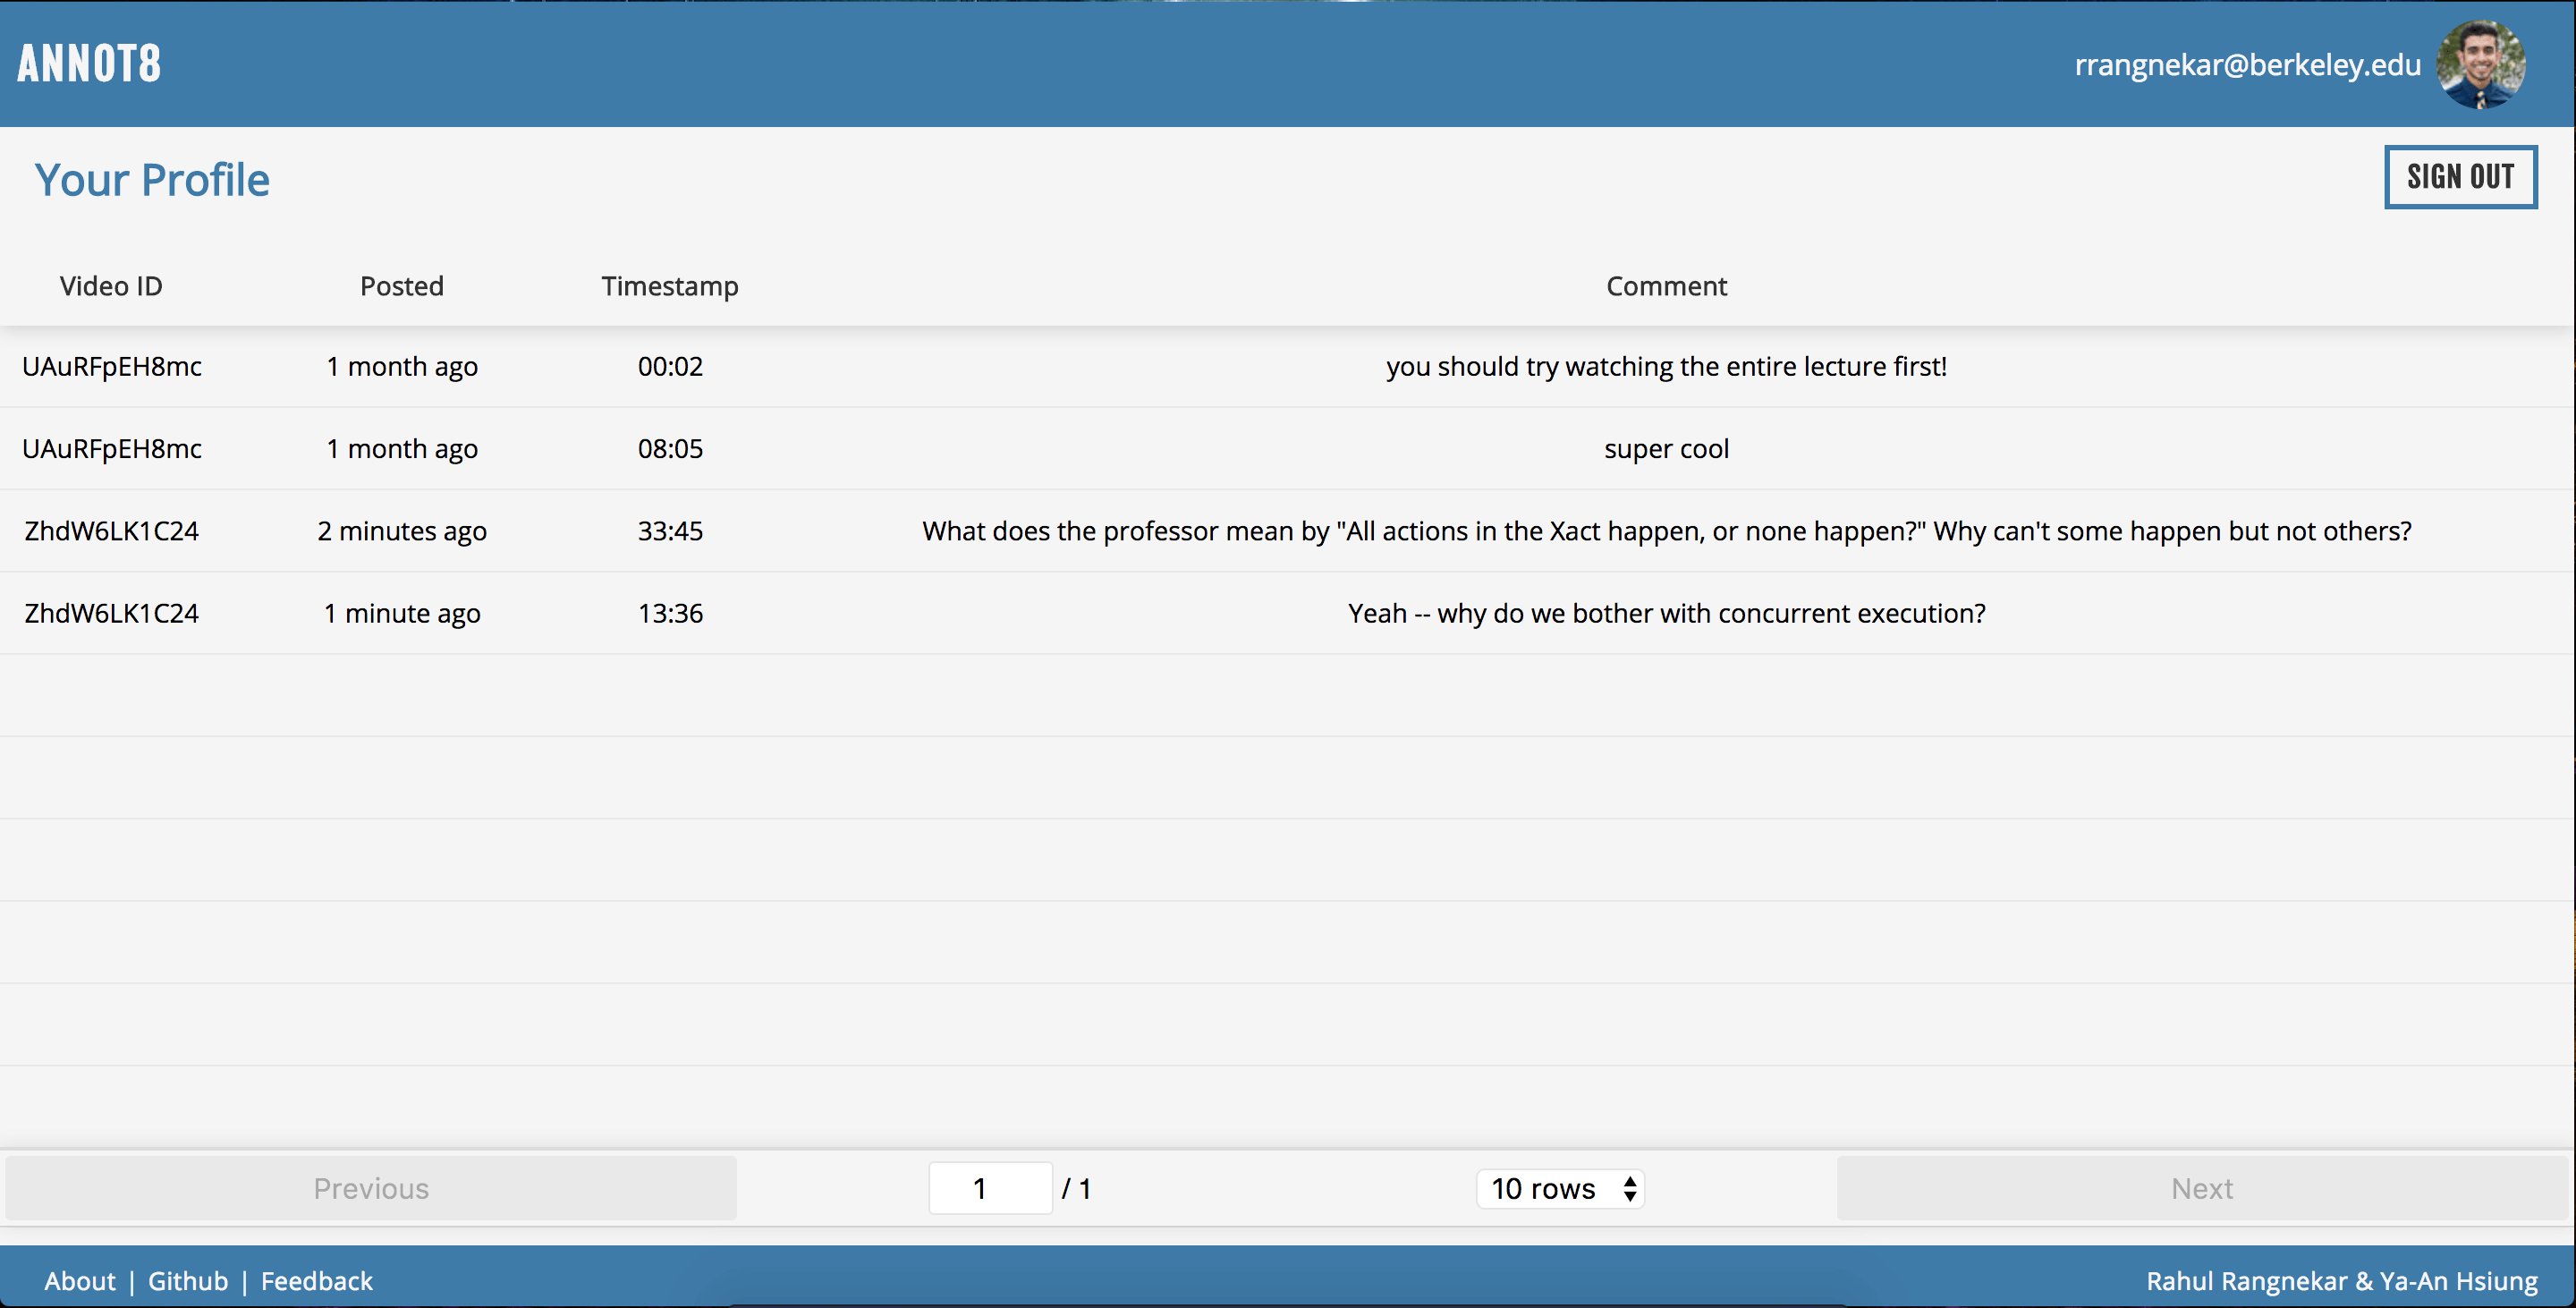 ANNOT8
rrangnekar@berkeley.edu
Your Profile
SIGN OUT
Video ID Posted Timestamp Comment
UAuRFpEH8mc 1 month ago 00:02 you should try watching the entire lecture first!
UAuRFpEH8mc 1 month ago 08:05 super cool
ZhdW6LK1C24 2 minutes ago 33:45 What does the professor mean by "All actions in the Xact happen, or none happen?" Why can't some happen but not others?
ZhdW6LK1C24 1 minute ago 13:36 Yeah -- why do we bother with concurrent execution?
Previous 1 / 1 10 rows Next
About | Github | Feedback Rahul Rangnekar & Ya-An Hsiung